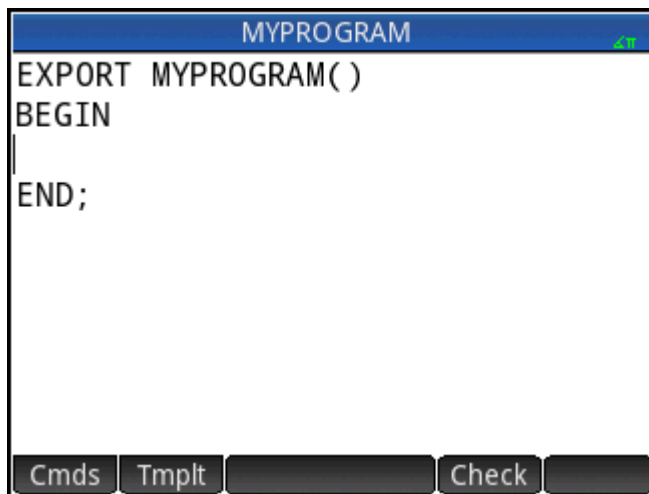 MYPROGRAM
∠π
EXPORT MYPROGRAM()
BEGIN
END;
Cmds Tmplt Check